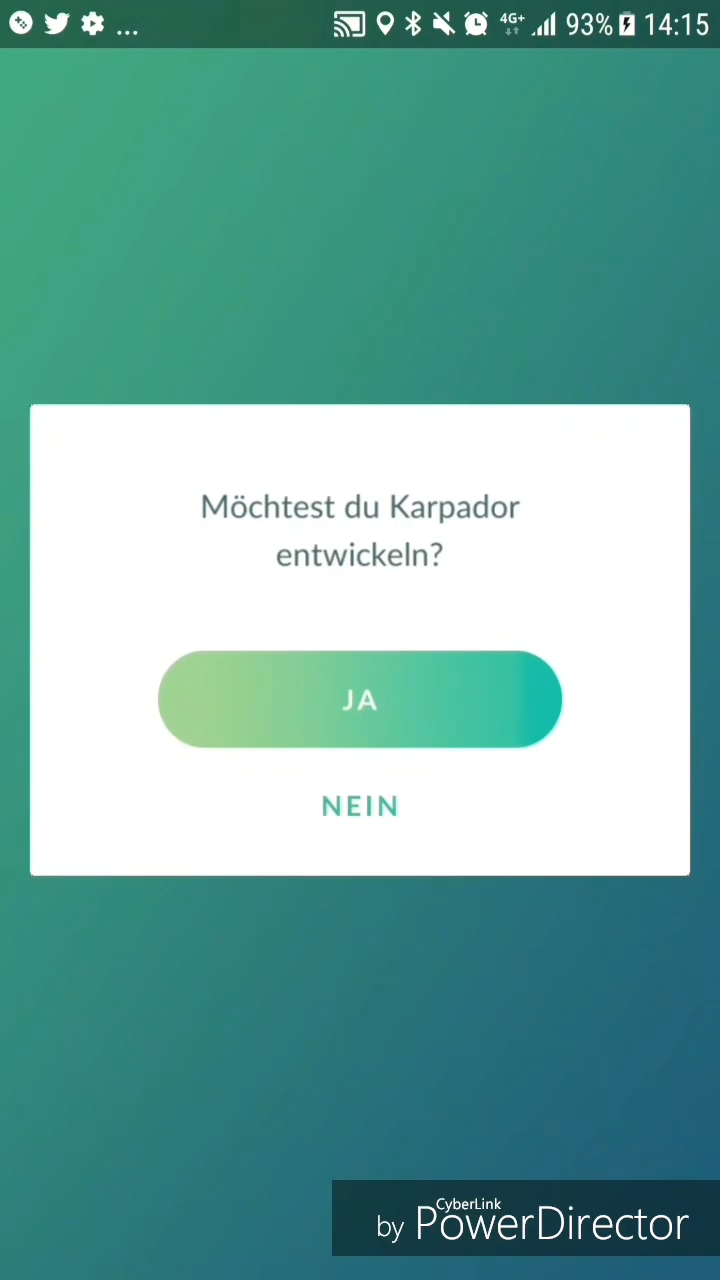 ... 4G+ 93% 14:15
Möchtest du Karpador
entwickeln?
JA
NEIN
CyberLink
by PowerDirector